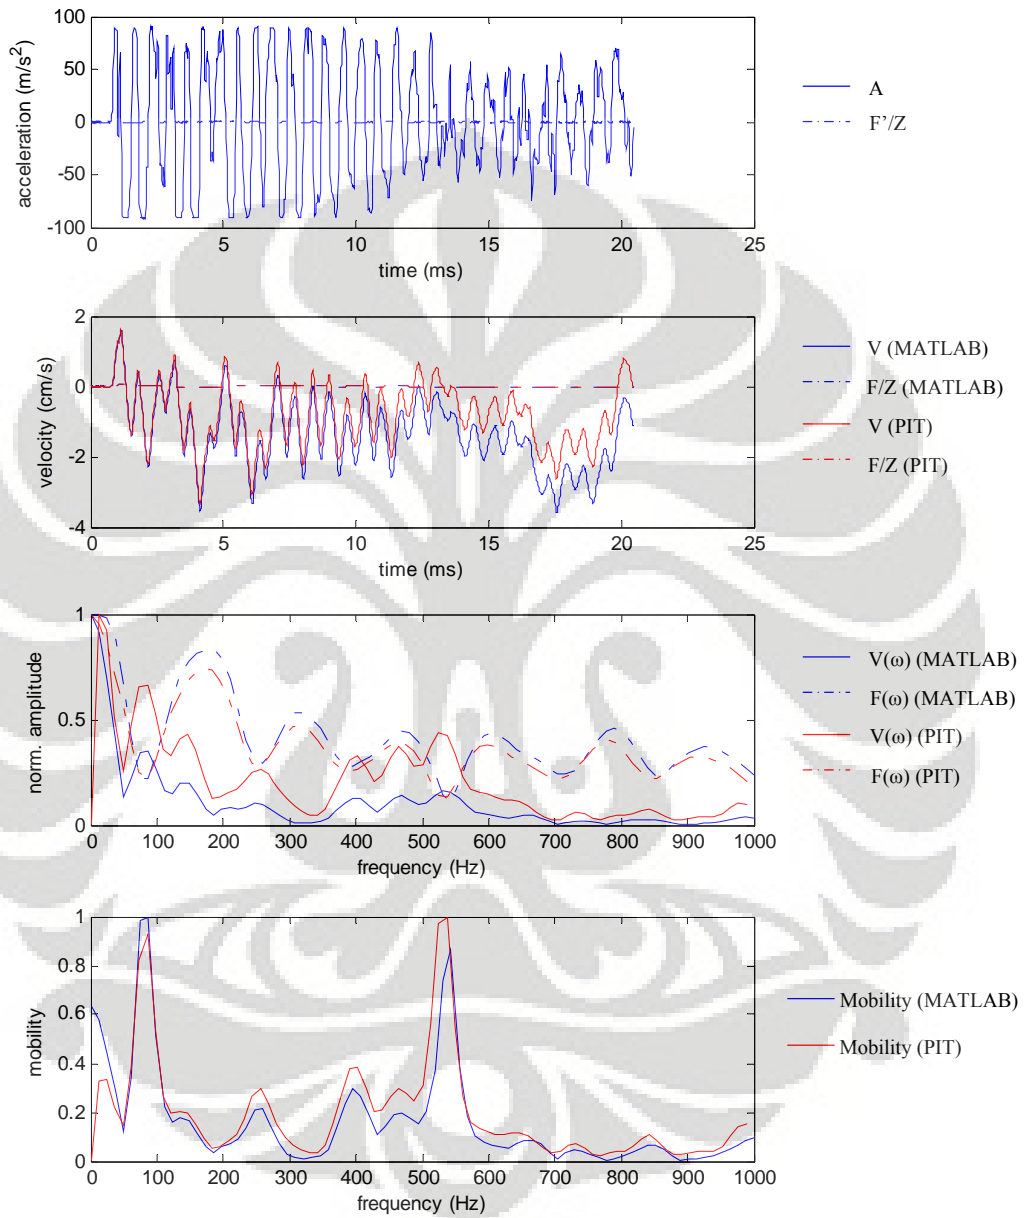 acceleration (m/s²)
100
50
0
-50
-100
0 5 10 15 20 25
time (ms)
A
F'/Z
velocity (cm/s)
2
0
-2
-4
0 5 10 15 20 25
time (ms)
V (MATLAB)
F/Z (MATLAB)
V (PIT)
F/Z (PIT)
norm. amplitude
1
0.5
0
0 100 200 300 400 500 600 700 800 900 1000
frequency (Hz)
V(ω) (MATLAB)
F(ω) (MATLAB)
V(ω) (PIT)
F(ω) (PIT)
mobility
1
0.8
0.6
0.4
0.2
0
0 100 200 300 400 500 600 700 800 900 1000
frequency (Hz)
Mobility (MATLAB)
Mobility (PIT)